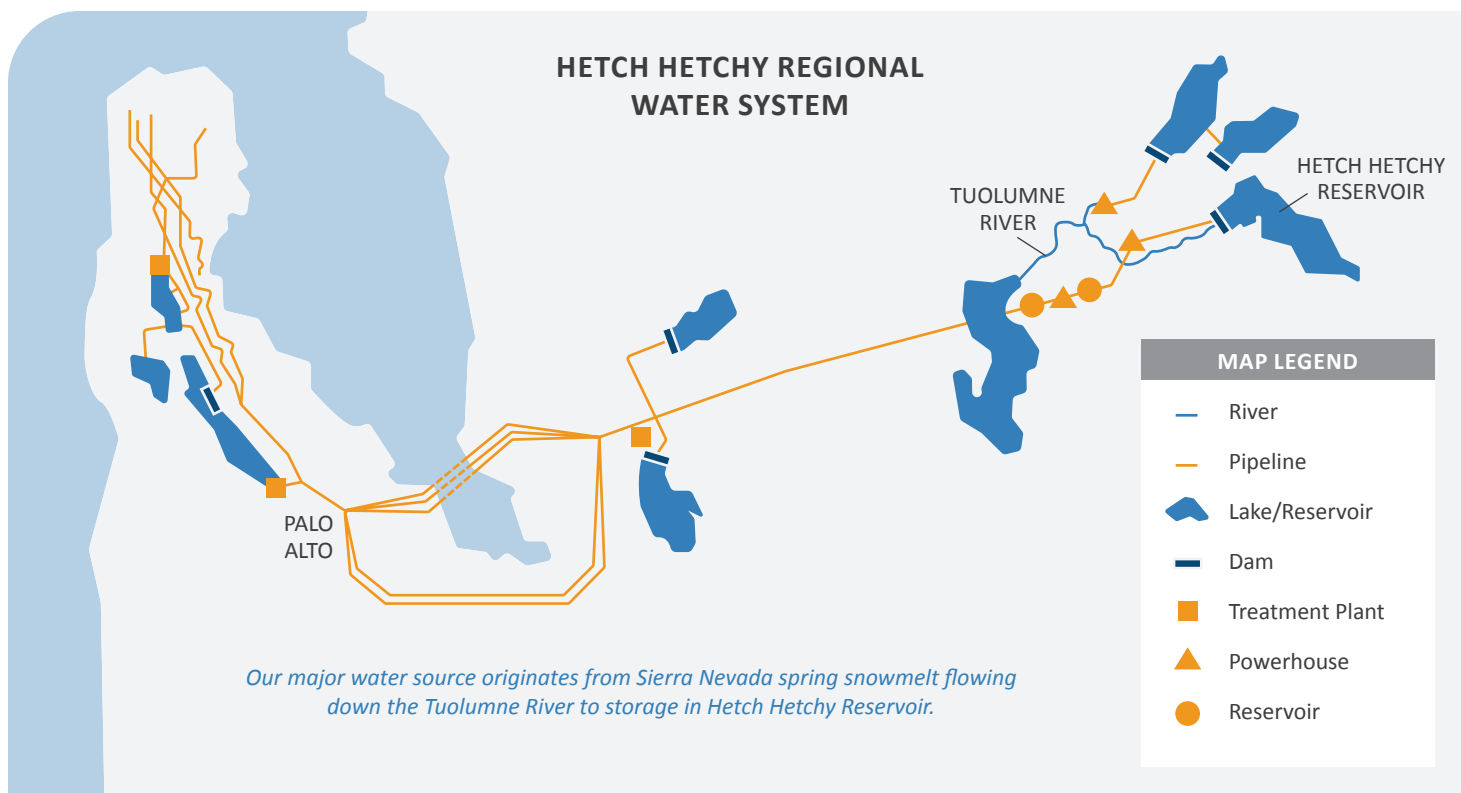 HETCH HETCHY REGIONAL
WATER SYSTEM
HETCH HETCHY
RESERVOIR
TUOLUMNE
RIVER
PALO
ALTO
MAP LEGEND
River
Pipeline
Lake/Reservoir
Dam
Treatment Plant
Powerhouse
Reservoir
Our major water source originates from Sierra Nevada spring snowmelt flowing
down the Tuolumne River to storage in Hetch Hetchy Reservoir.